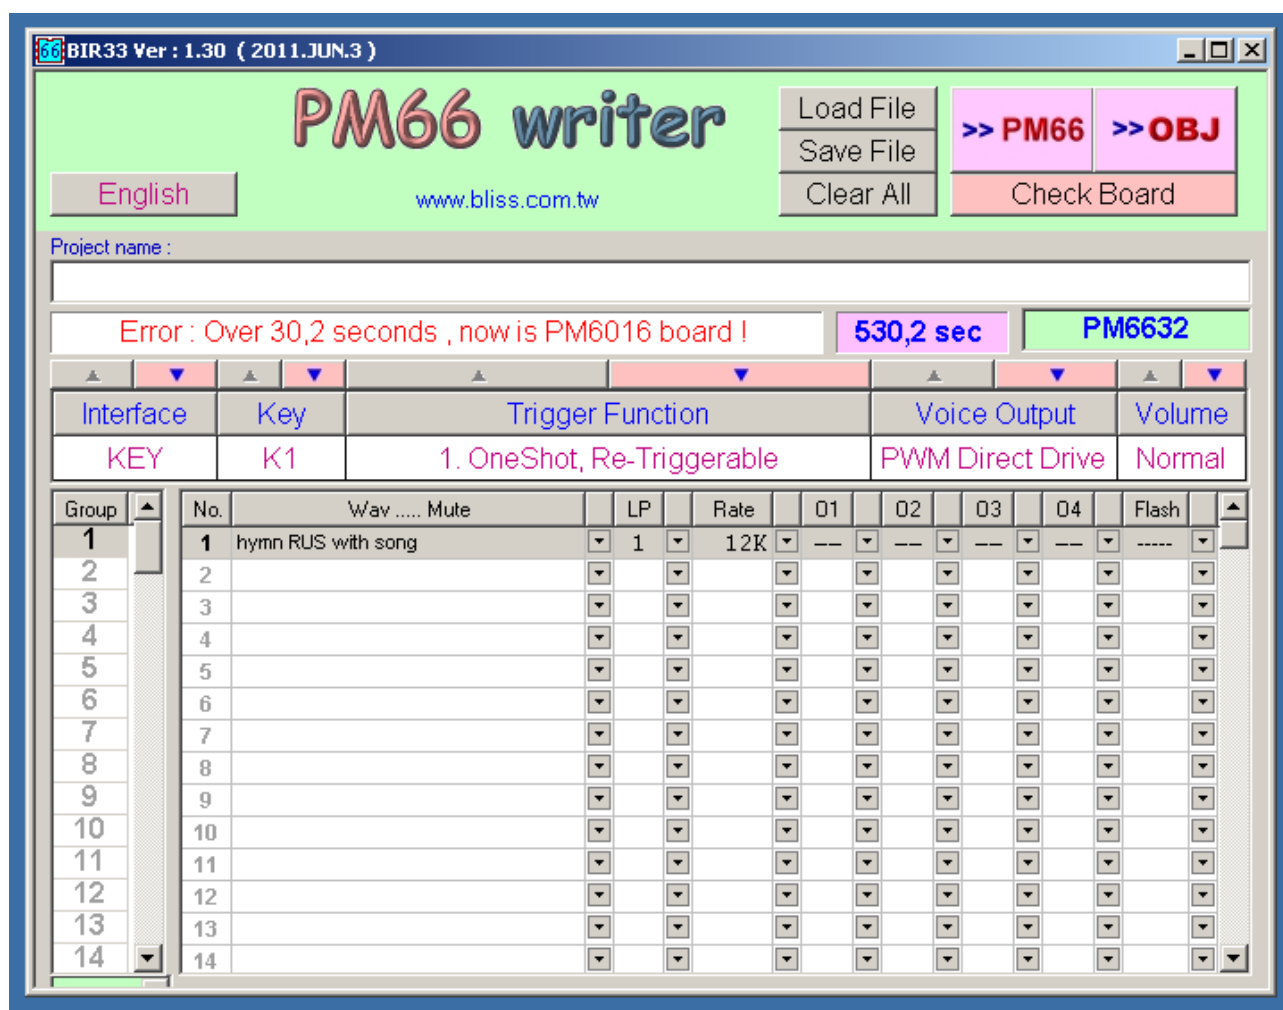 66 BIR33 Ver : 1.30 ( 2011.JUN.3 )
PM66 writer
Load File
Save File
Clear All
>> PM66
>> OBJ
Check Board
English
www.bliss.com.tw
Project name :
Error : Over 30,2 seconds , now is PM6016 board !
530,2 sec
PM6632
Interface Key Trigger Function Voice Output Volume
KEY K1 1. OneShot, Re-Triggerable PWM Direct Drive Normal
Group No. Wav ..... Mute LP Rate O1 O2 O3 O4 Flash
1 1 hymn RUS with song 1 12K -- -- -- -- -----
2 2
3 3
4 4
5 5
6 6
7 7
8 8
9 9
10 10
11 11
12 12
13 13
14 14